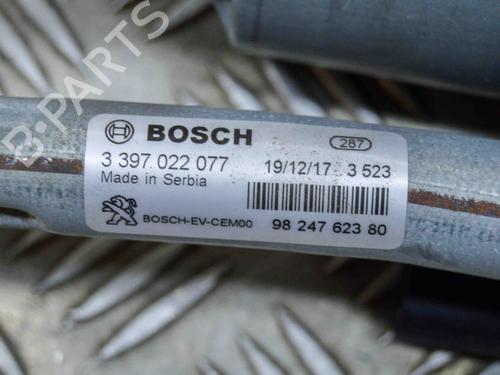 B-PARTS
BOSCH
287
3 397 022 077 19/12/17 3 523
Made in Serbia
BOSCH-EV-CEM00 98 247 623 80